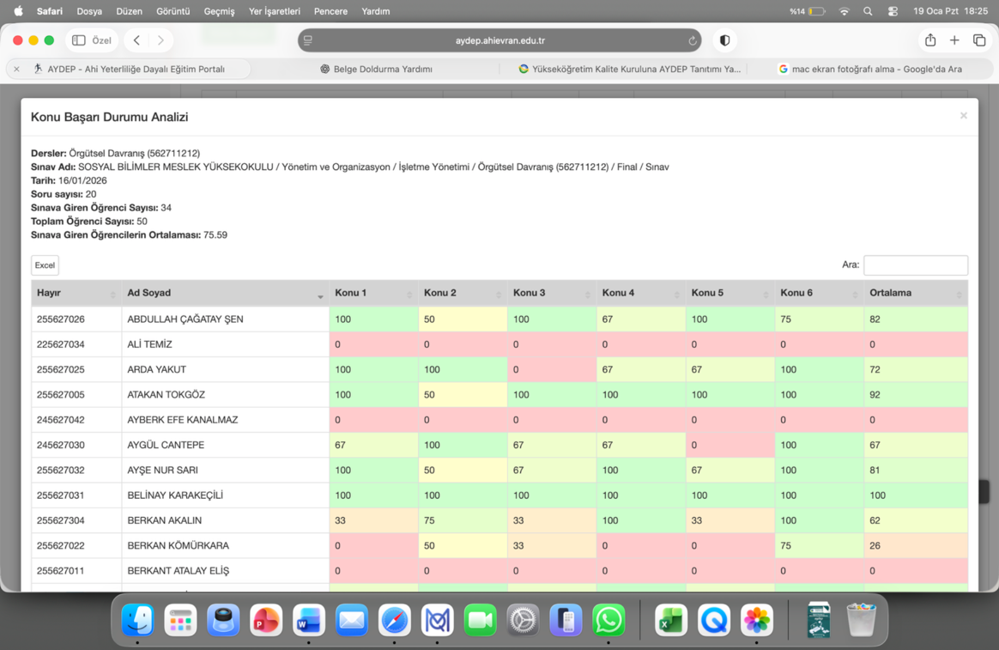 Safari Dosya Düzen Görüntü Geçmiş Yer İşaretleri Pencere Yardım %14 19 Oca Pzt 18:25
Özel aydep.ahievran.edu.tr
AYDEP - Ahi Yeterliliğe Dayalı Eğitim Portalı Belge Doldurma Yardımı Yükseköğretim Kalite Kuruluna AYDEP Tanıtımı Ya... mac ekran fotoğrafı alma - Google'da Ara
Konu Başarı Durumu Analizi ×
Dersler: Örgütsel Davranış (562711212)
Sınav Adı: SOSYAL BİLİMLER MESLEK YÜKSEKOKULU / Yönetim ve Organizasyon / İşletme Yönetimi / Örgütsel Davranış (562711212) / Final / Sınav
Tarih: 16/01/2026
Soru sayısı: 20
Sınava Giren Öğrenci Sayısı: 34
Toplam Öğrenci Sayısı: 50
Sınava Giren Öğrencilerin Ortalaması: 75.59
Excel Ara:
Hayır Ad Soyad Konu 1 Konu 2 Konu 3 Konu 4 Konu 5 Konu 6 Ortalama
255627026 ABDULLAH ÇAĞATAY ŞEN 100 50 100 67 100 75 82
225627034 ALİ TEMİZ 0 0 0 0 0 0 0
255627025 ARDA YAKUT 100 100 0 67 67 100 72
255627005 ATAKAN TOKGÖZ 100 50 100 100 100 100 92
245627042 AYBERK EFE KANALMAZ 0 0 0 0 0 0 0
245627030 AYGÜL CANTEPE 67 100 67 67 0 100 67
255627032 AYŞE NUR SARI 100 50 67 100 67 100 81
255627031 BELİNAY KARAKEÇİLİ 100 100 100 100 100 100 100
255627304 BERKAN AKALIN 33 75 33 100 33 100 62
255627022 BERKAN KÖMÜRKARA 0 50 33 0 0 75 26
255627011 BERKANT ATALAY ELİŞ 0 0 0 0 0 0 0